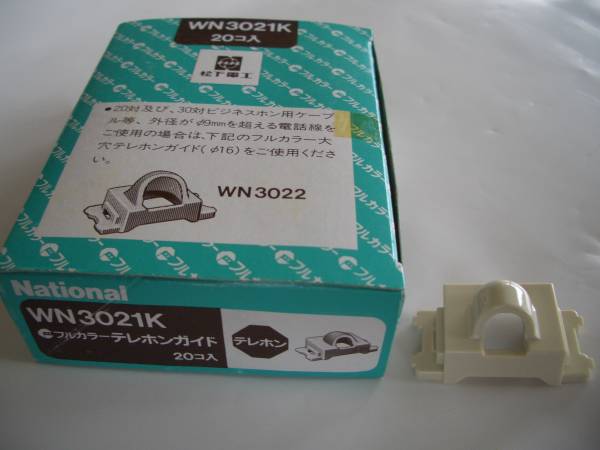 WN3021K
20コ入
松下電工
●20対及び、30対ビジネスホン用ケーブ
ル等、外径がφ9mmを超える電話線を
ご使用の場合は、下記のフルカラー大
穴テレホンガイド(φ16)をご使用くださ
い。
WN3022
National
WN3021K
フルカラーテレホンガイド
テレホン
20コ入
フルカラー